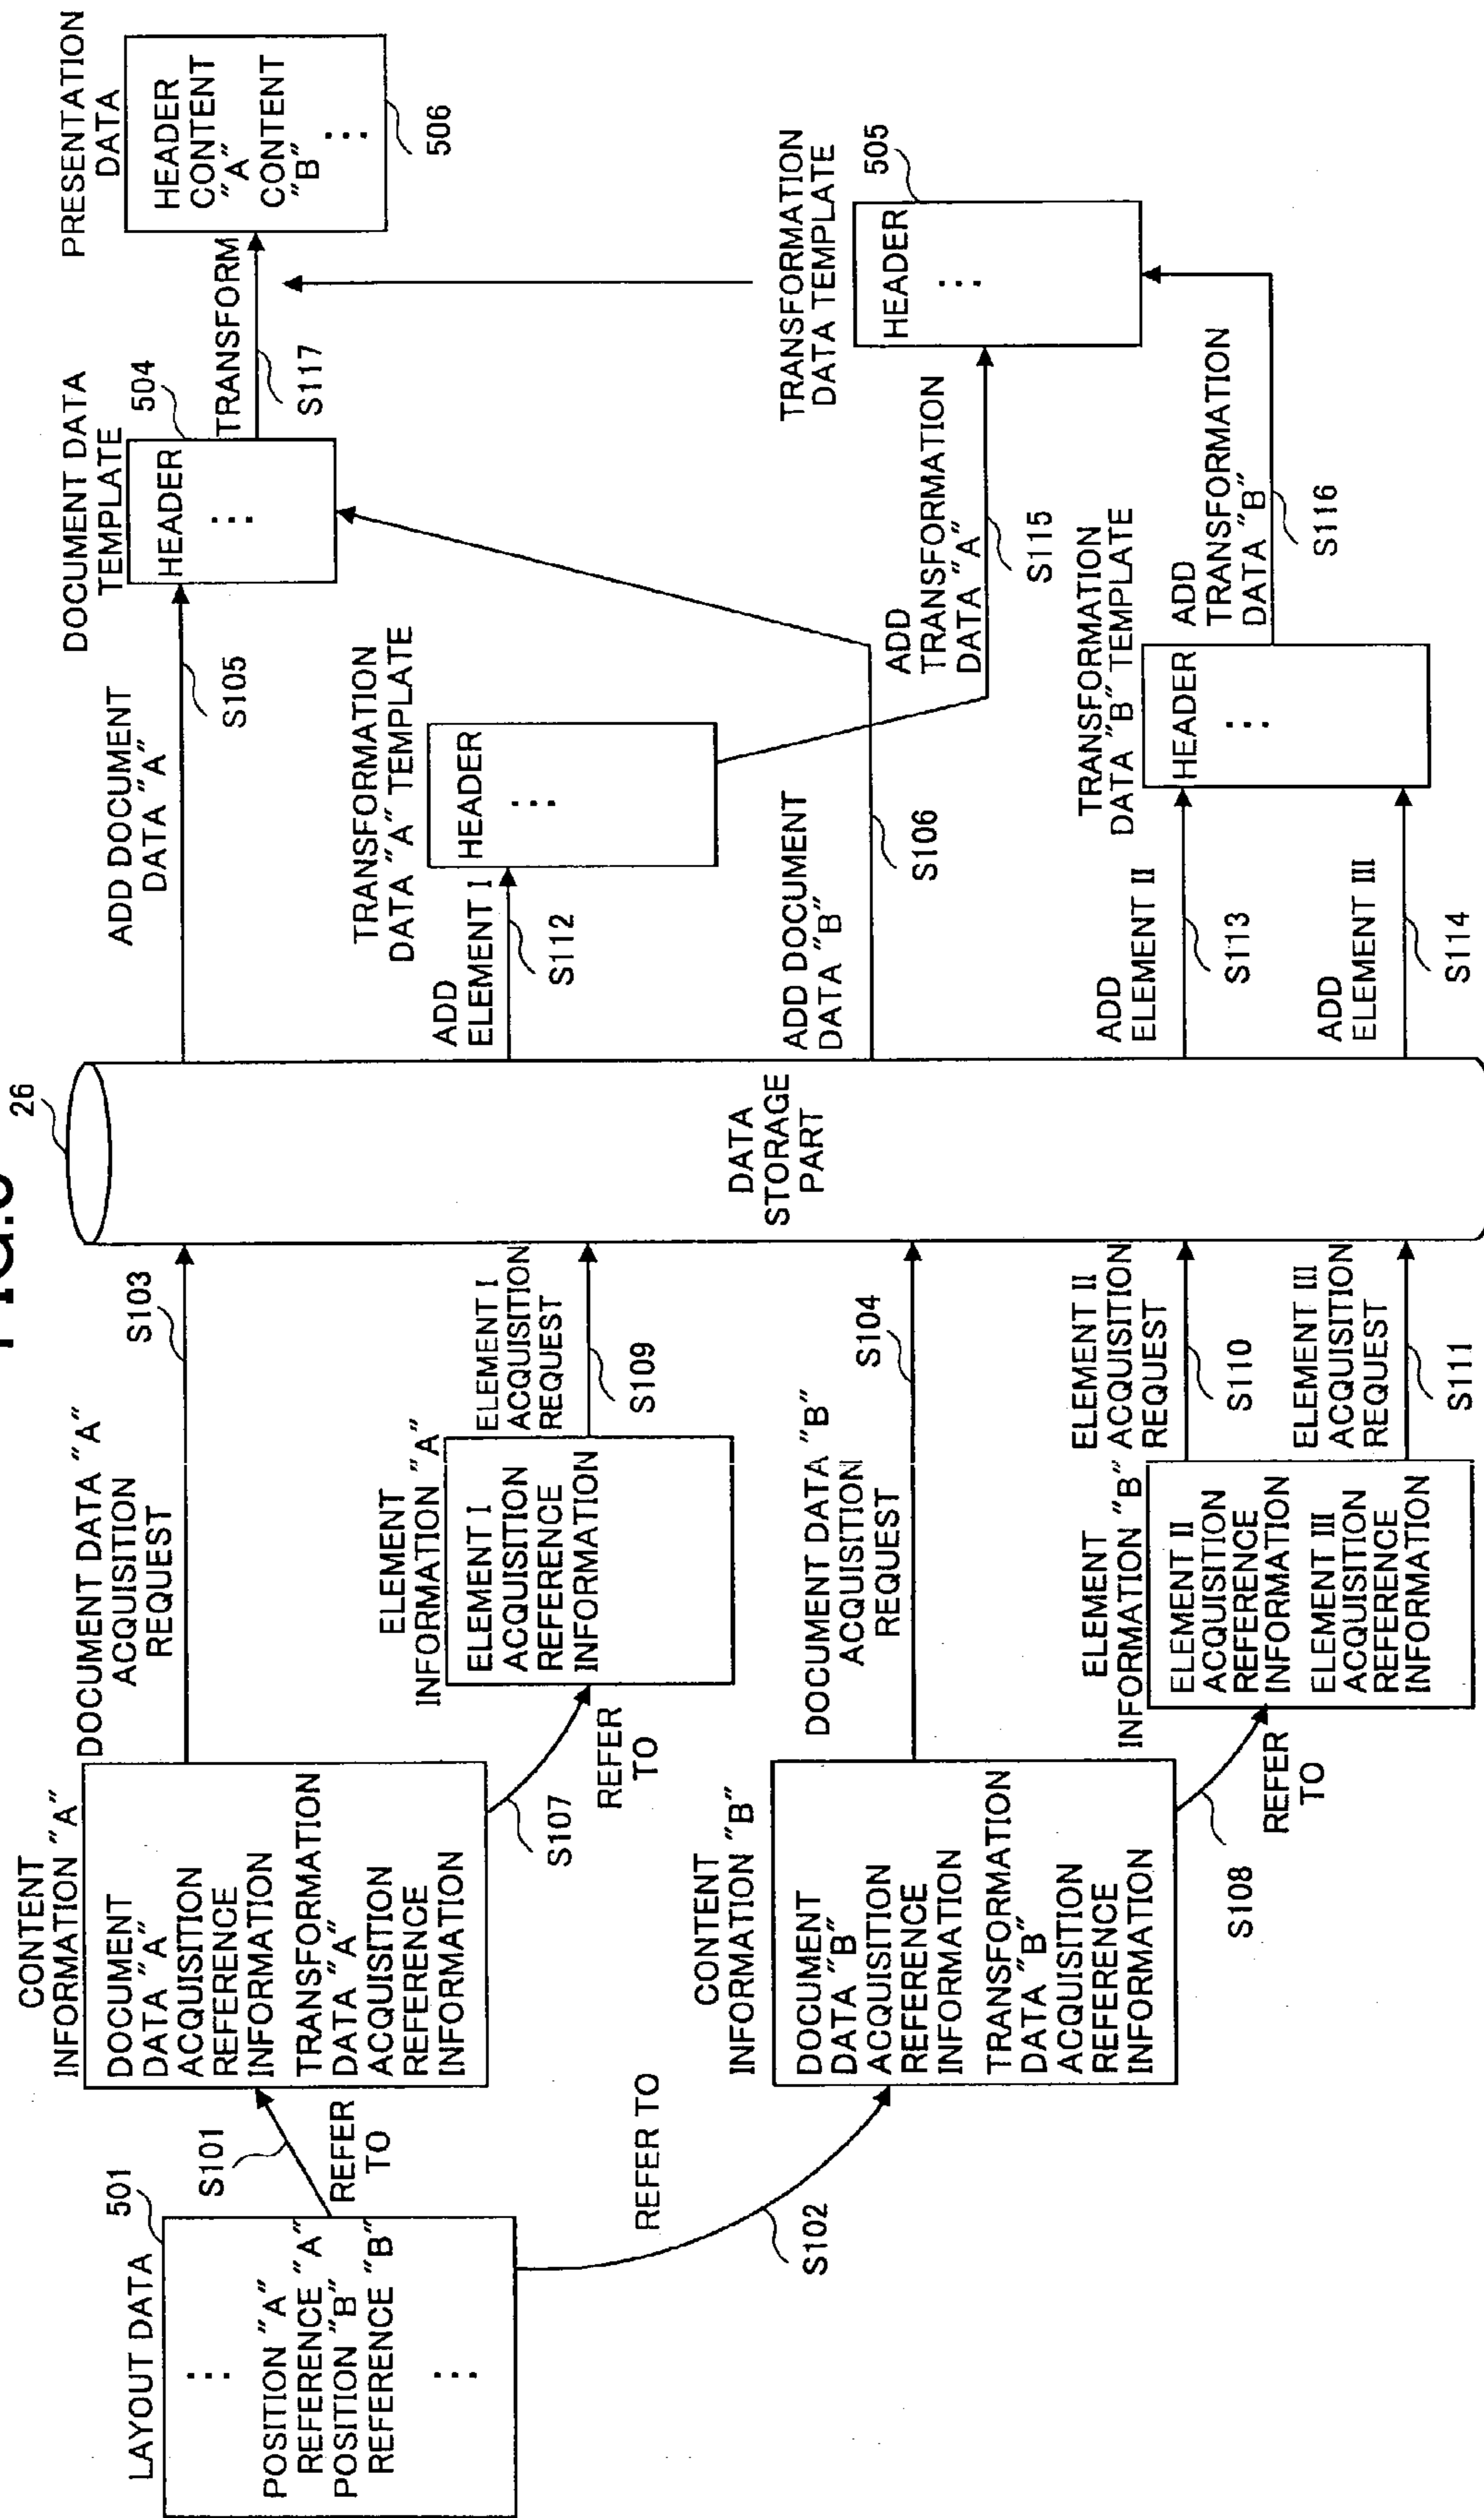 FIG.
LAYOUT DATA
501
POSITION "A"
REFERENCE "A"
POSITION "B"
REFERENCE "B"
S101
REFER
TO
REFER TO
S102
CONTENT
INFORMATION "A"
DOCUMENT
DATA "A"
ACQUISITION
REFERENCE
INFORMATION
TRANSFORMATION
DATA "A"
ACQUISITION
REFERENCE
INFORMATION
S107
REFER
TO
CONTENT
INFORMATION "B"
DOCUMENT
DATA "B"
ACQUISITION
REFERENCE
INFORMATION
TRANSFORMATION
DATA "B"
ACQUISITION
REFERENCE
INFORMATION
S108
REFER
TO
DOCUMENT DATA "A"
ACQUISITION
REQUEST
S103
ELEMENT
INFORMATION "A"
ELEMENT I
ACQUISITION
REFERENCE
INFORMATION
ELEMENT I
ACQUISITION
REQUEST
S109
DOCUMENT DATA "B"
ACQUISITION
REQUEST
S104
ELEMENT
INFORMATION "B"
ELEMENT II
ACQUISITION
REFERENCE
INFORMATION
ELEMENT III
ACQUISITION
REFERENCE
INFORMATION
ELEMENT II
ACQUISITION
REQUEST
S110
ELEMENT III
ACQUISITION
REQUEST
S111
26
DATA
STORAGE
PART
ADD DOCUMENT
DATA "A"
S105
ADD
ELEMENT I
S112
TRANSFORMATION
DATA "A" TEMPLATE
HEADER
ADD DOCUMENT
DATA "B"
S106
ADD
ELEMENT II
S113
ADD
ELEMENT III
S114
TRANSFORMATION
DATA "B" TEMPLATE
HEADER
DOCUMENT DATA
TEMPLATE
504
HEADER
TRANSFORM
S117
ADD
TRANSFORMATION
DATA "A"
S115
ADD
TRANSFORMATION
DATA "B"
S116
TRANSFORMATION
DATA TEMPLATE
505
HEADER
PRESENTATION
DATA
HEADER
CONTENT
"A"
CONTENT
"B"
506